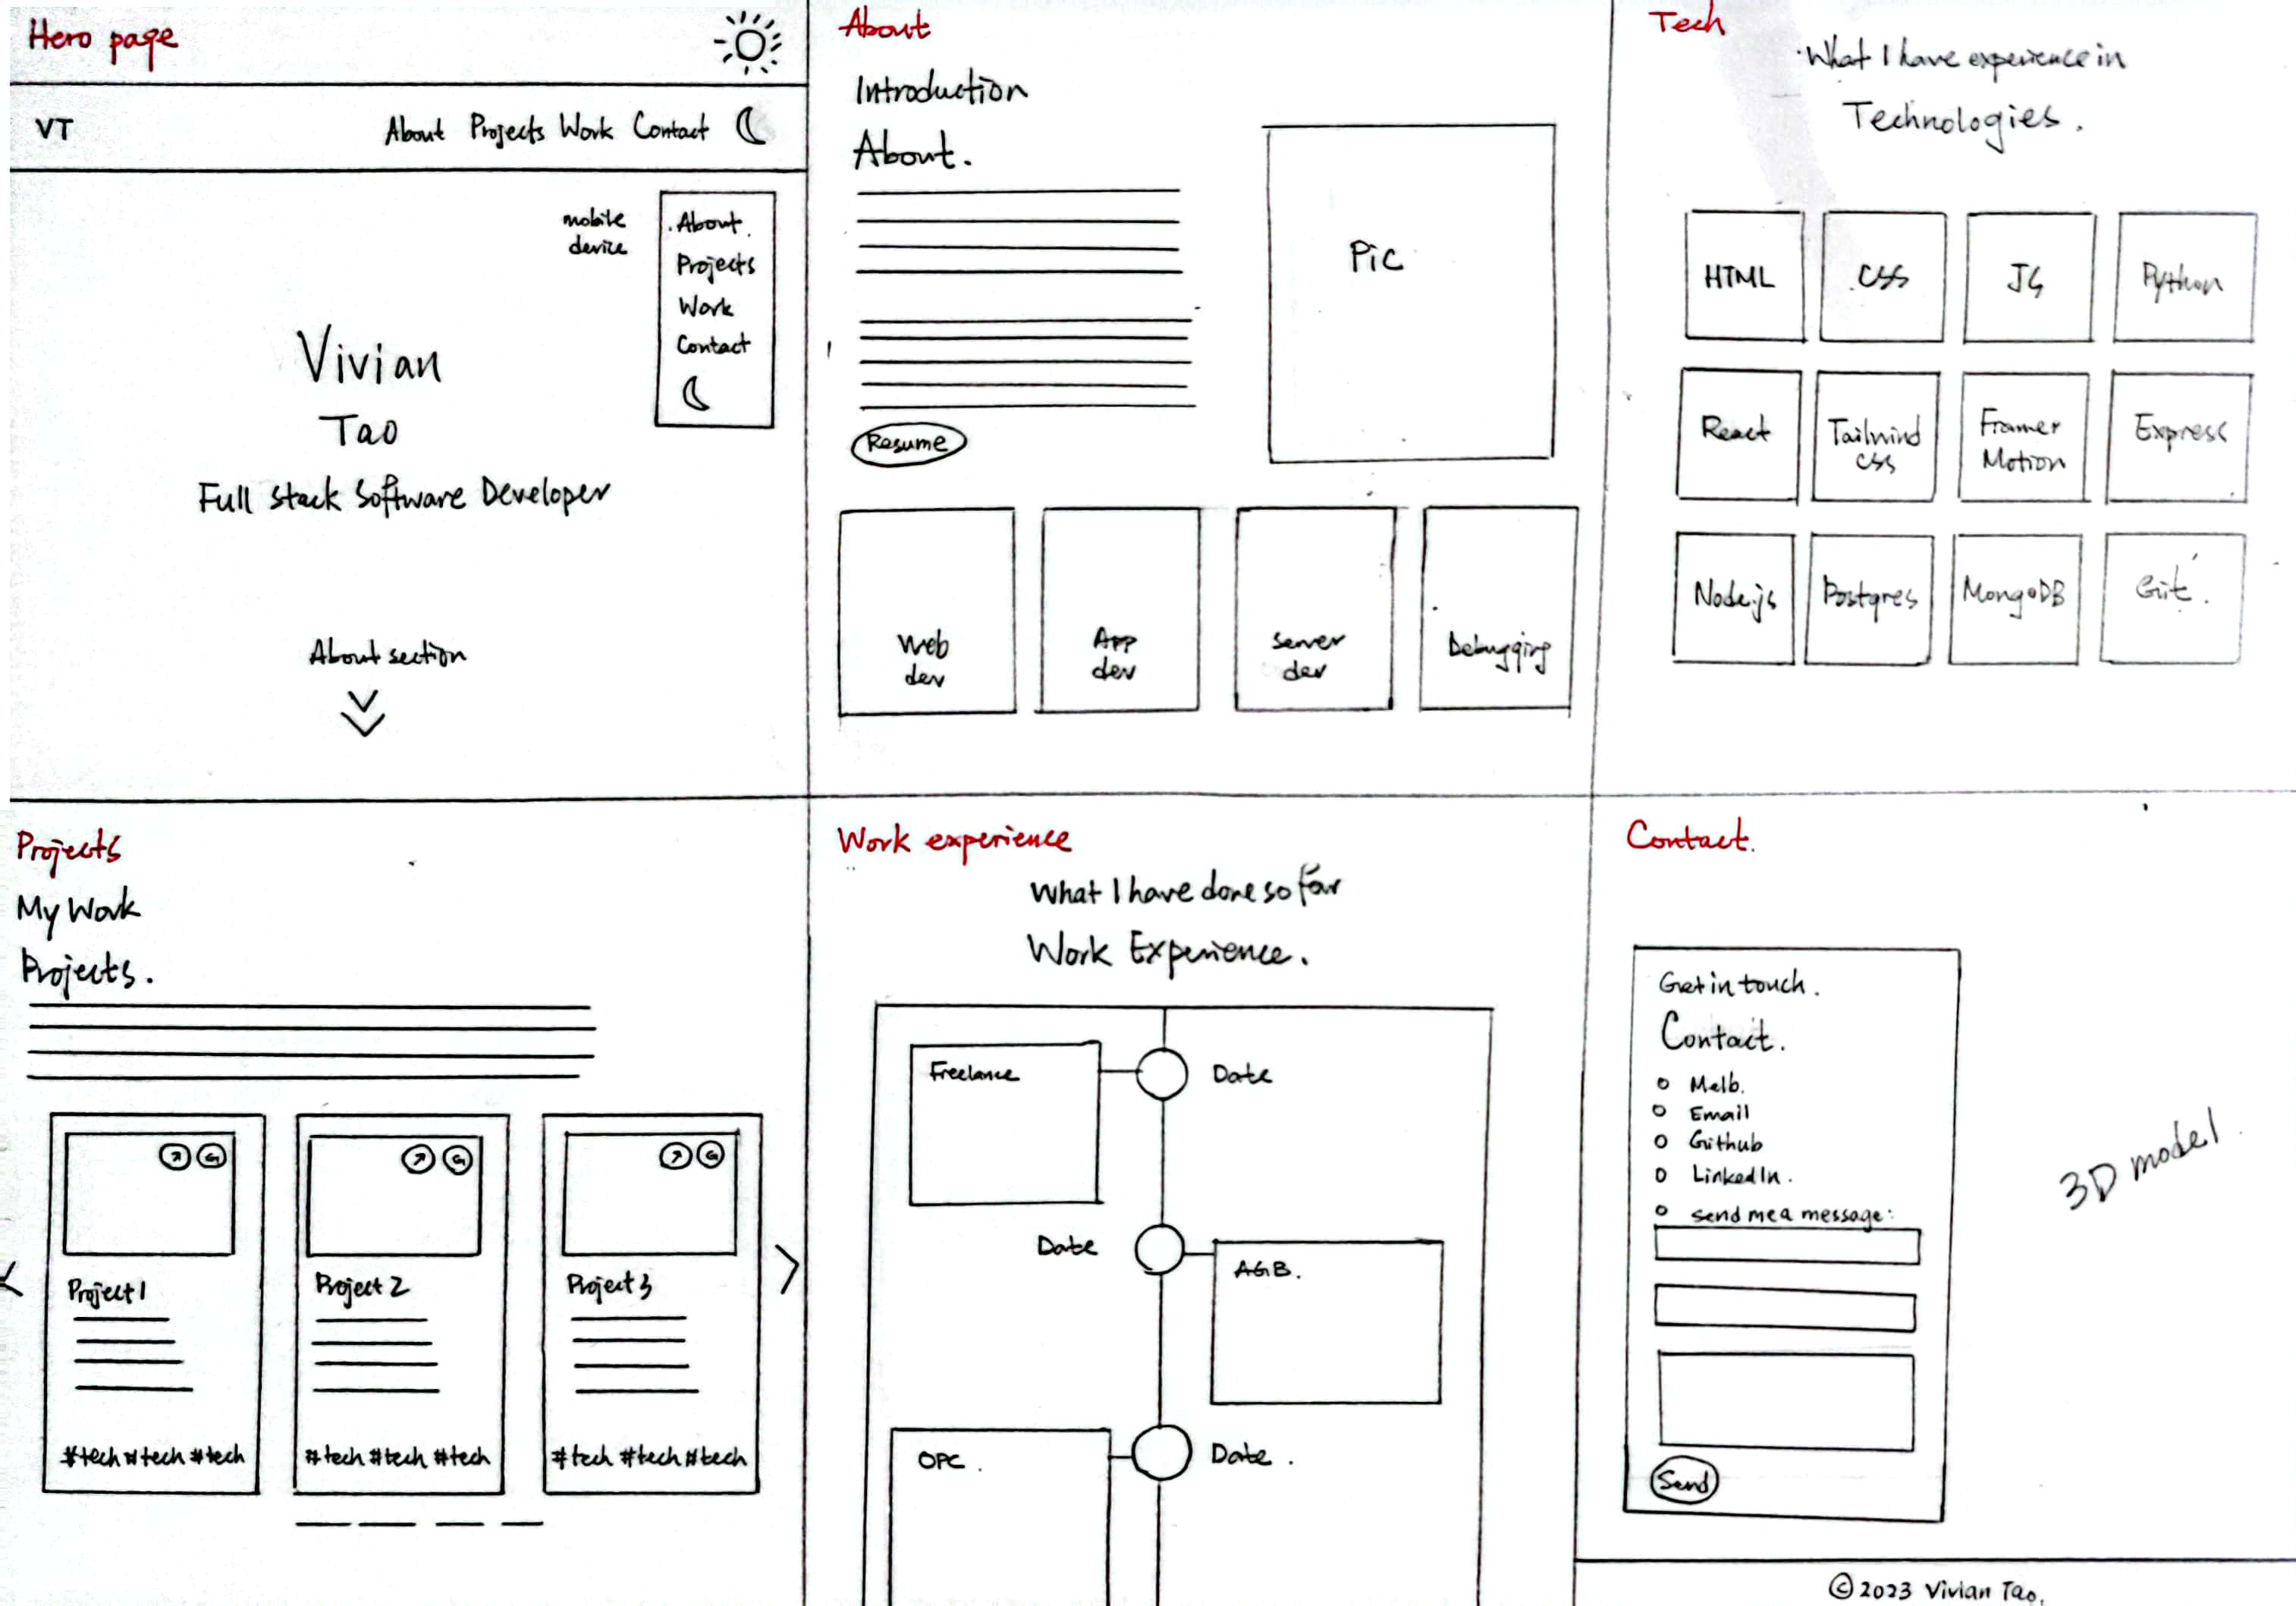 Hero page
VT
About Projects Work Contact
mobile
device
About.
Projects
Work
Contact
Vivian
Tao
Full stack Software Developer
About section
About
Introduction
About.
Pic
Resume
Web
dev
App
dev
server
dev
Debugging
Tech
What I have experience in
Technologies.
HTML
CSS
JS
Python
React
Tailwind
CSS
Framer
Motion
Express
Node.js
Postgres
MongoDB
Git.
Projects
My Work
Projects.
G
G
G
Project 1
Project 2
Project 3
#tech #tech #tech
#tech #tech #tech
#tech #tech #tech
Work experience
What I have done so far
Work Experience.
Freelance
Date
Date
AGB.
OPC.
Date.
Contact.
Get in touch.
Contact.
Melb.
Email
Github
LinkedIn.
Send me a message:
Send
3D model.
© 2023 Vivian Tao.